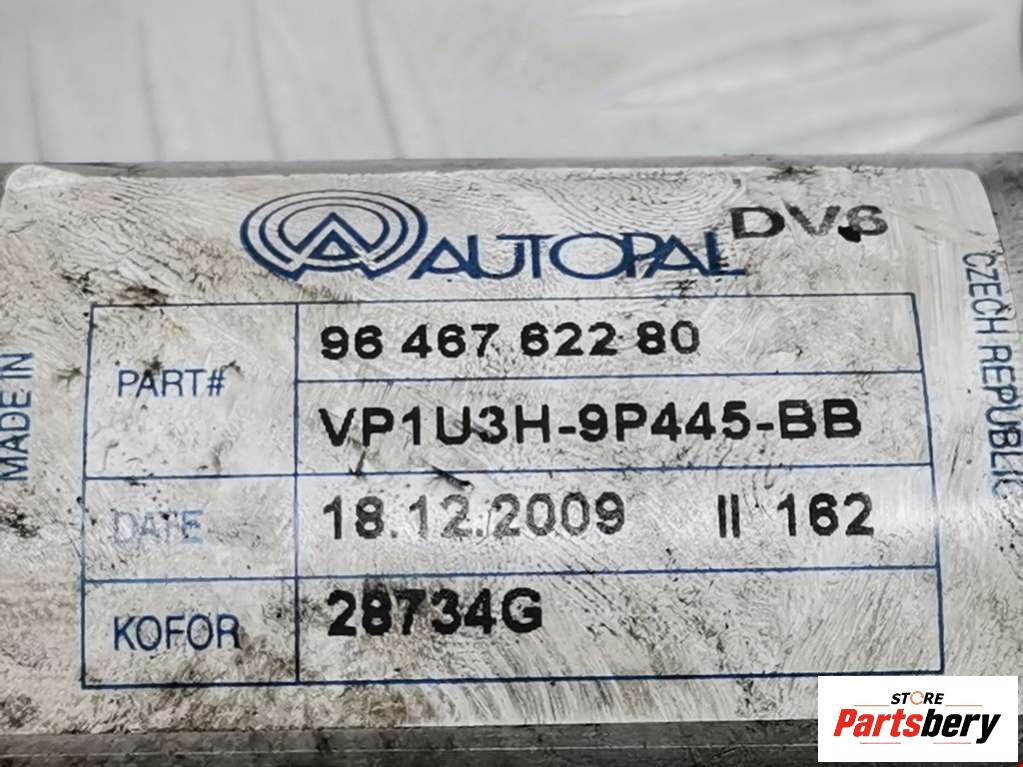 AUTOPAL DV6
MADE IN
CZECH REPUBLIC
PART# 96 467 622 80
VP1U3H-9P445-BB
DATE 18.12.2009 II 162
KOFOR 28734G
STORE
Partsbery